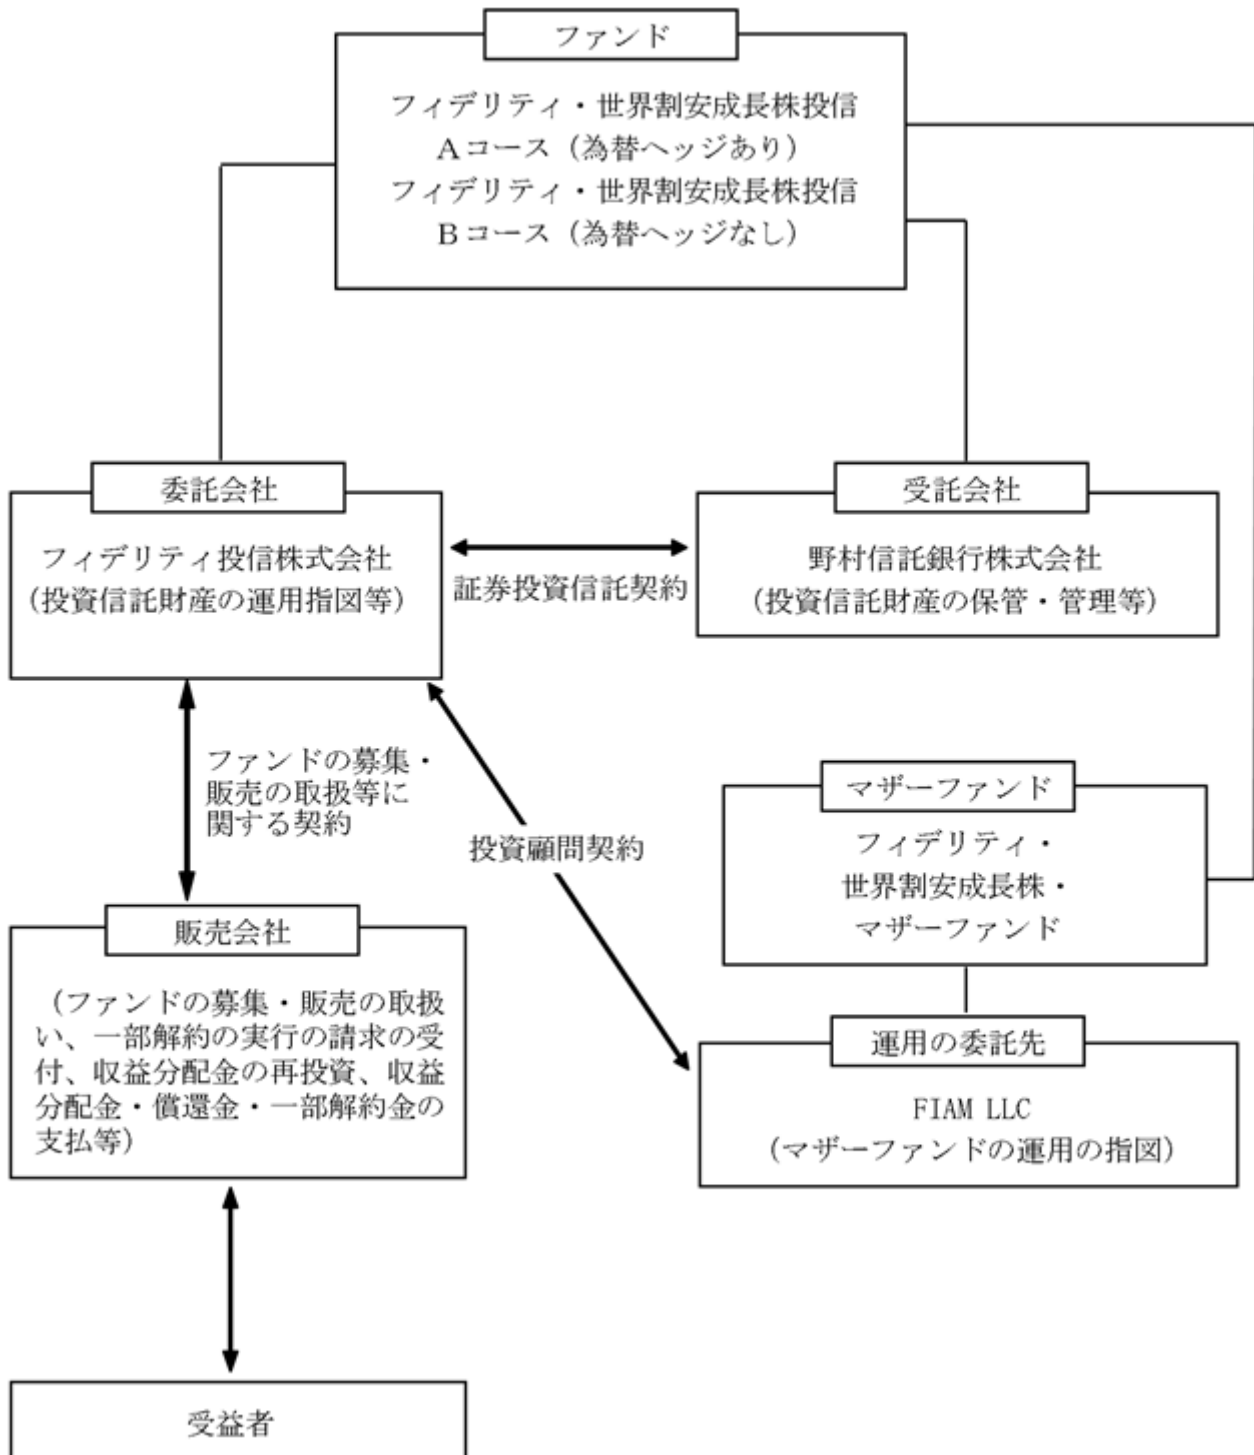 ファンド
フィデリティ・世界割安成長株投信
Aコース（為替ヘッジあり）
フィデリティ・世界割安成長株投信
Bコース（為替ヘッジなし）
委託会社
フィデリティ投信株式会社
（投資信託財産の運用指図等）
証券投資信託契約
受託会社
野村信託銀行株式会社
（投資信託財産の保管・管理等）
ファンドの募集・
販売の取扱等に
関する契約
投資顧問契約
マザーファンド
フィデリティ・
世界割安成長株・
マザーファンド
販売会社
（ファンドの募集・販売の取扱
い、一部解約の実行の請求の受
付、収益分配金の再投資、収益
分配金・償還金・一部解約金の
支払等）
運用の委託先
FIAM LLC
（マザーファンドの運用の指図）
受益者